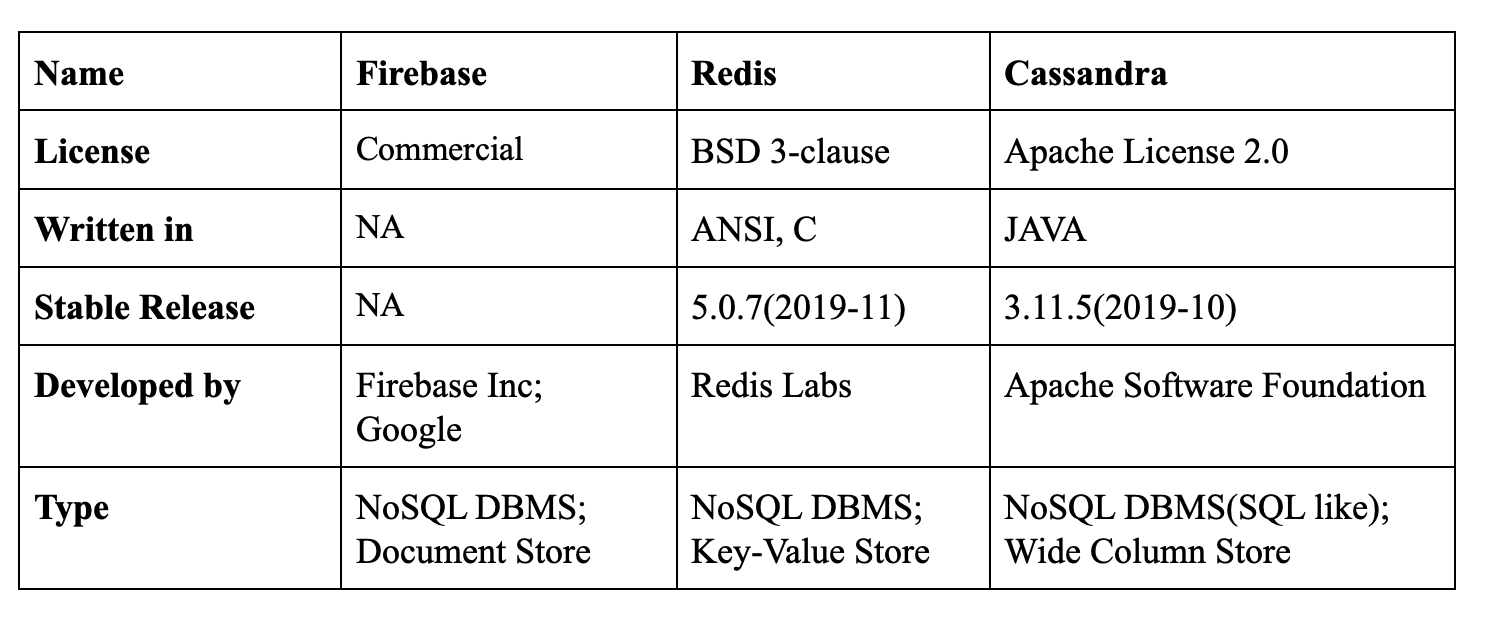 Name Firebase Redis Cassandra
License Commercial BSD 3-clause Apache License 2.0
Written in NA ANSI, C JAVA
Stable Release NA 5.0.7(2019-11) 3.11.5(2019-10)
Developed by Firebase Inc; Redis Labs Apache Software Foundation
Google
Type NoSQL DBMS; NoSQL DBMS; NoSQL DBMS(SQL like);
Document Store Key-Value Store Wide Column Store